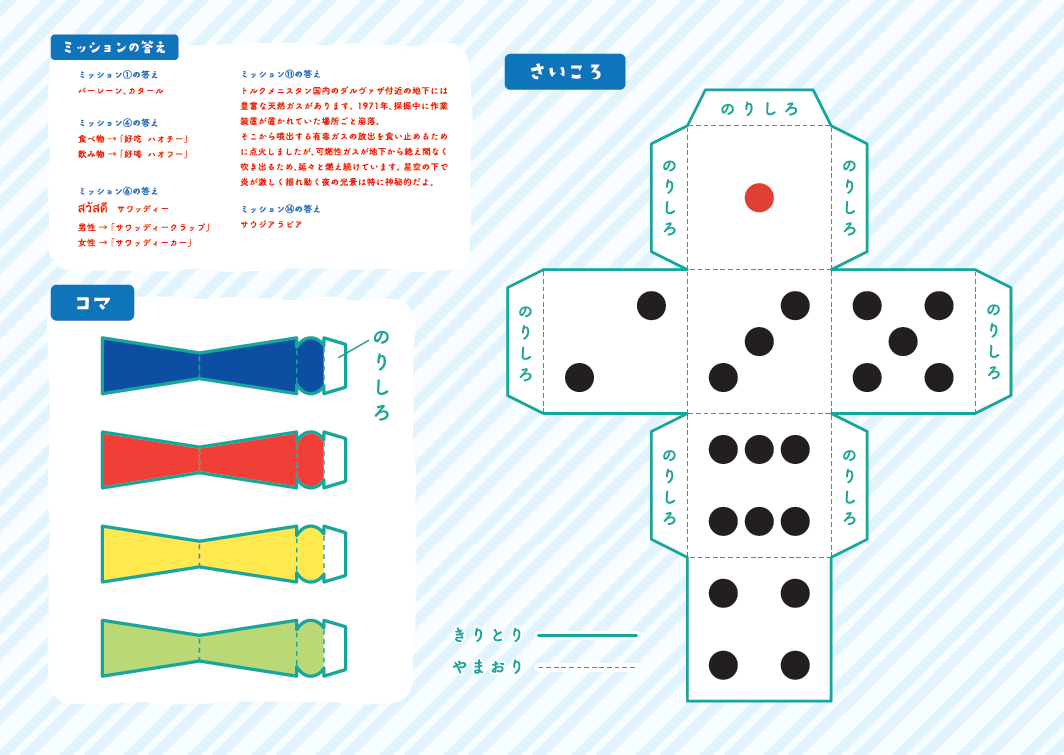 ミッションの答え
ミッション①の答え
バーレーン、カタール
ミッション④の答え
食べ物 → 「好吃 ハオチー」
飲み物 → 「好喝 ハオフー」
ミッション⑥の答え
สวัสดี サワッディー
男性 → 「サワッディークラップ」
女性 → 「サワッディーカー」
ミッション⑪の答え
トルクメニスタン国内のダルヴァザ付近の地下には
豊富な天然ガスがあります。1971年、採掘中に作業
装置が置かれていた場所ごと崩落。
そこから噴出する有毒ガスの放出を食い止めるため
に点火しましたが、可燃性ガスが地下から絶え間なく
吹き出るため、延々と燃え続けています。星空の下で
炎が激しく揺れ動く夜の光景は特に神秘的だよ。
ミッション⑭の答え
サウジアラビア
コマ
のりしろ
さいころ
のりしろ
のりしろ
のりしろ
のりしろ
のりしろ
のりしろ
のりしろ
きりとり
やまおり